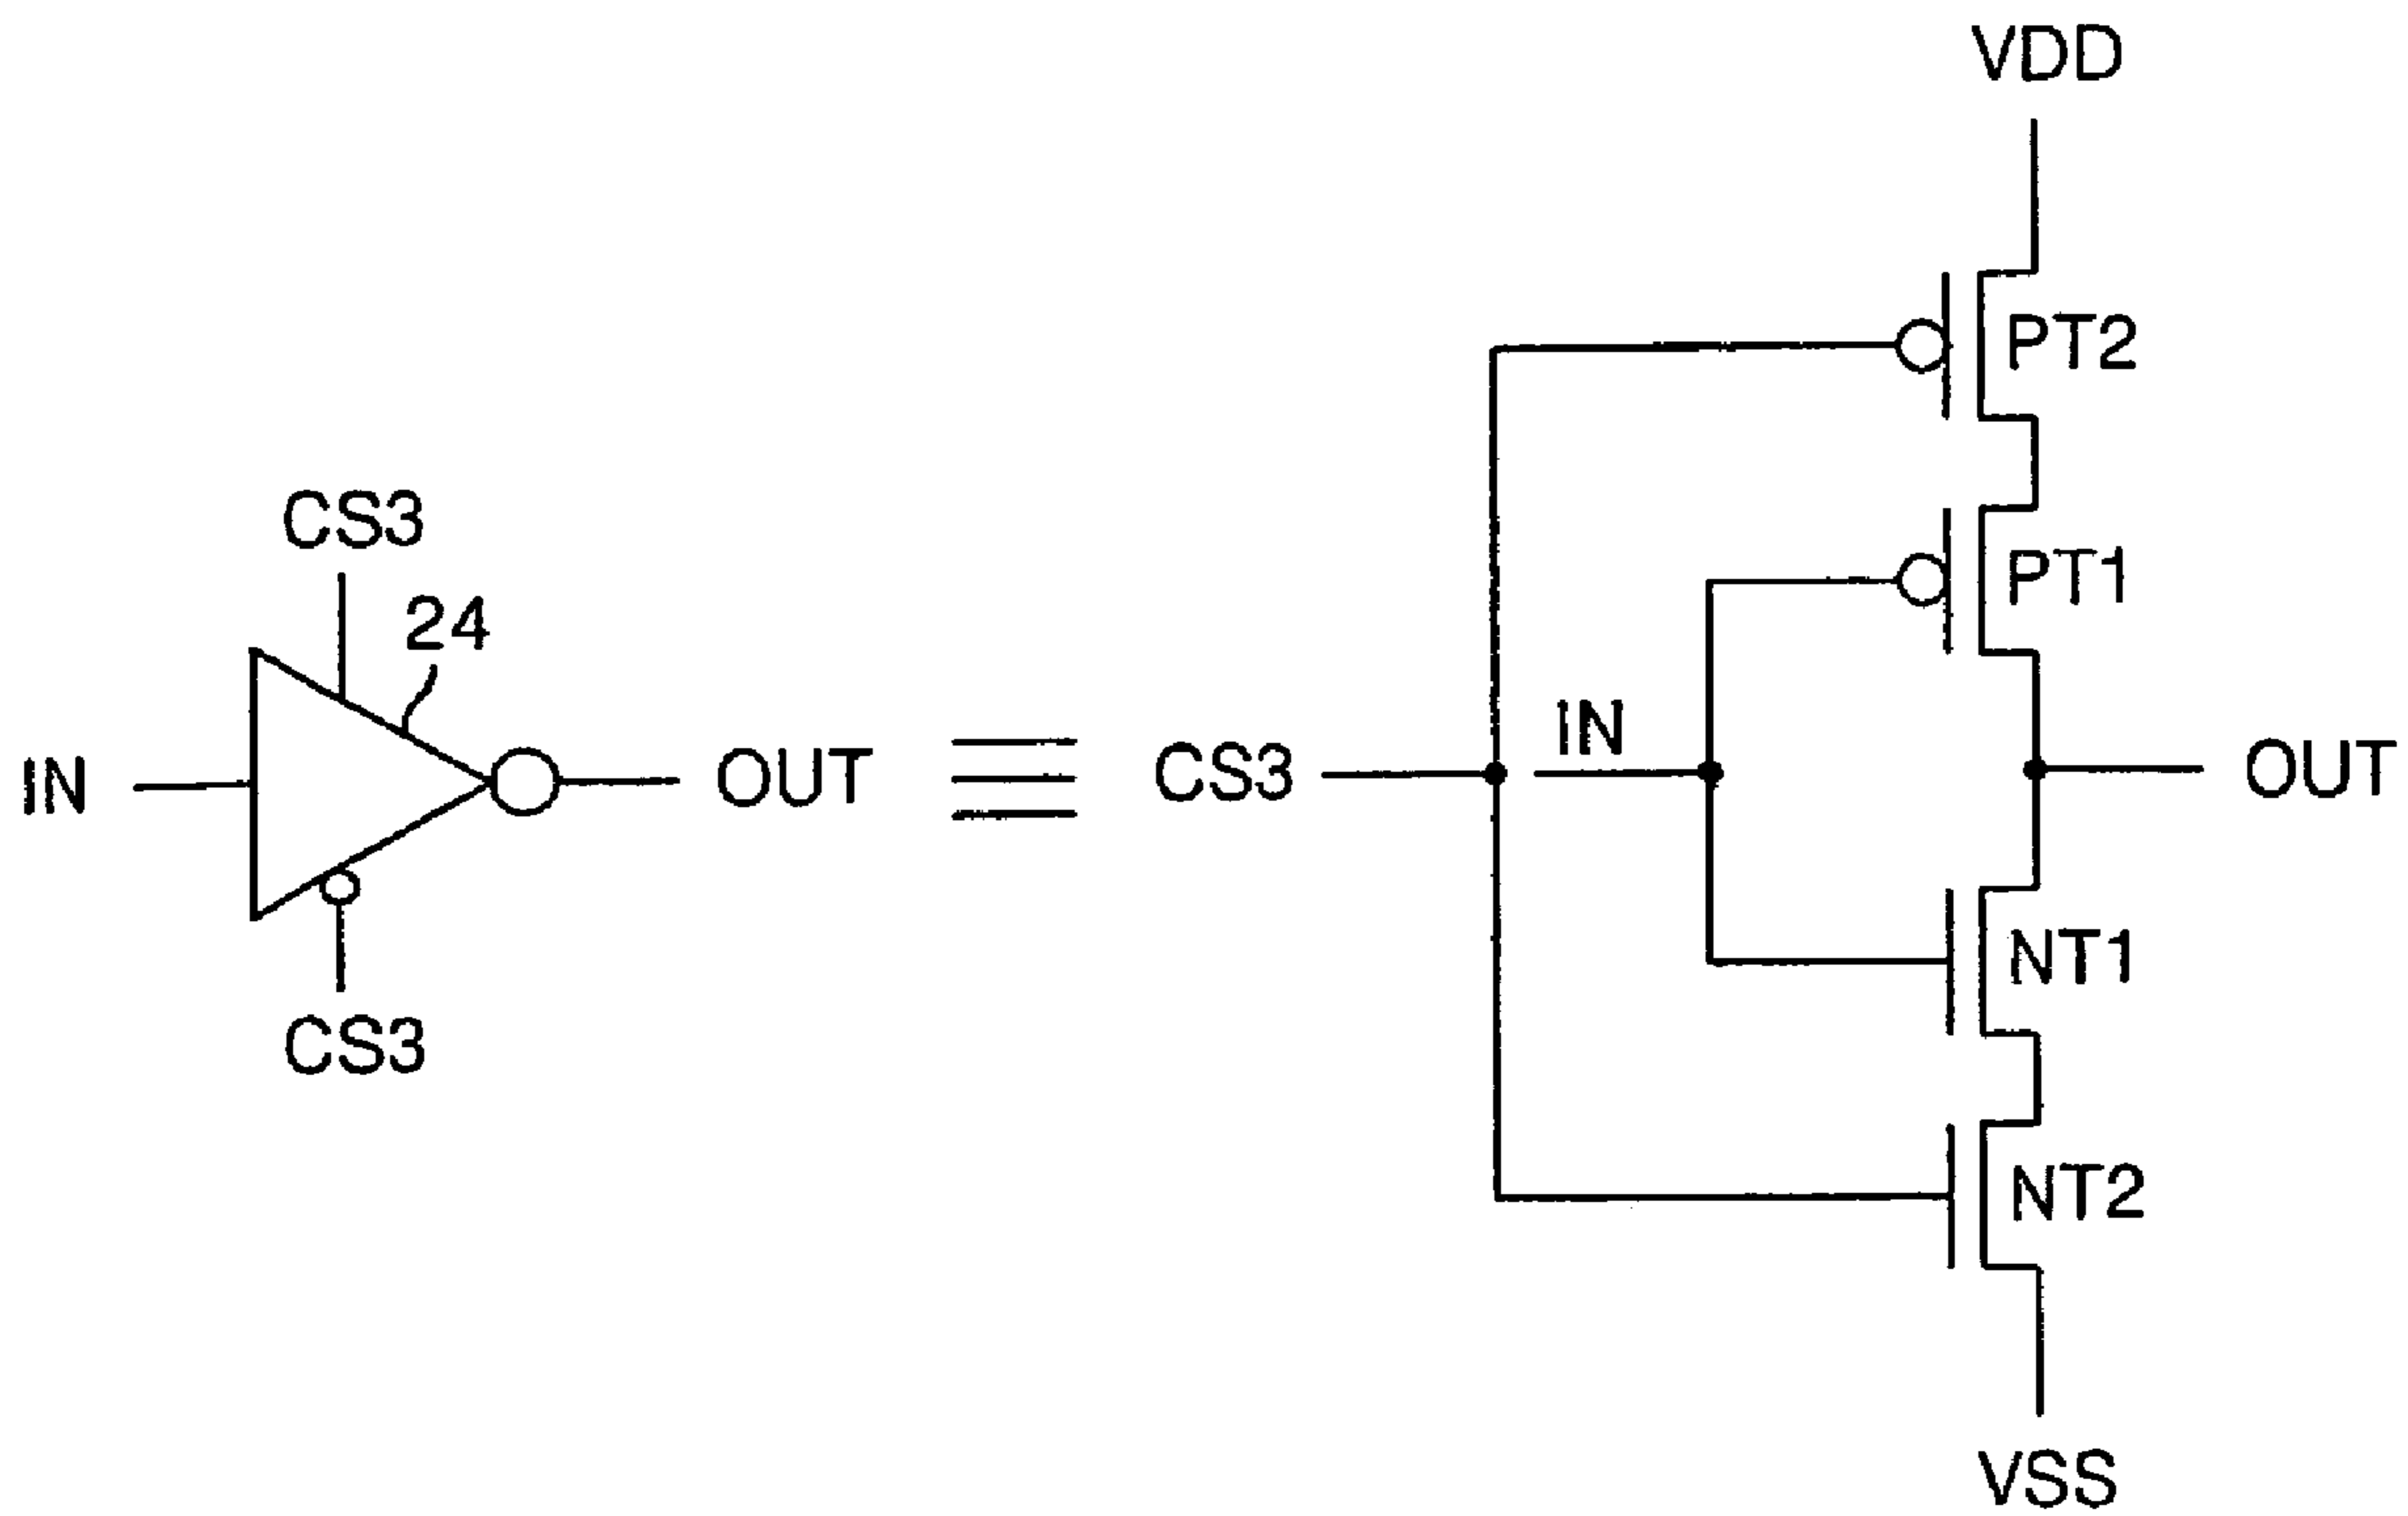 VDD
PT2
CS3
24
PT1
IN
OUT
CS3
IN
OUT
CS3
NT1
NT2
VSS